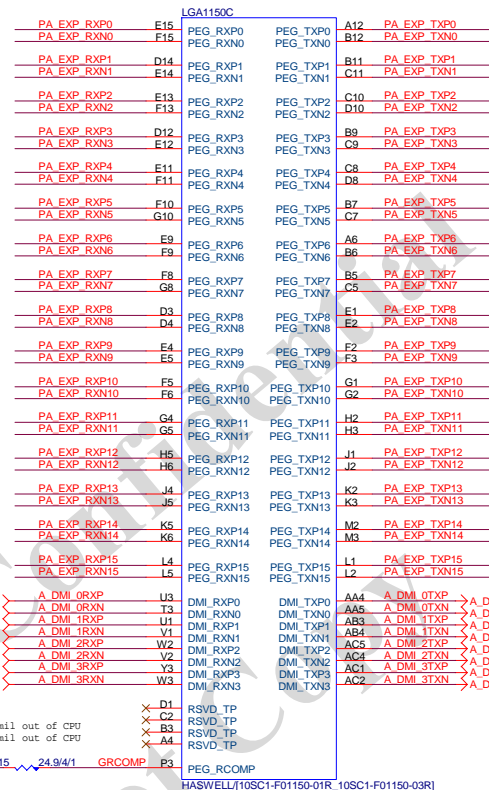 LGA1150C
PA_EXP_RXP0 E15 PEG_RXP0 PEG_TXP0 A12 PA_EXP_TXP0
PA_EXP_RXN0 F15 PEG_RXN0 PEG_TXN0 B12 PA_EXP_TXN0
PA_EXP_RXP1 D14 PEG_RXP1 PEG_TXP1 B11 PA_EXP_TXP1
PA_EXP_RXN1 E14 PEG_RXN1 PEG_TXN1 C11 PA_EXP_TXN1
PA_EXP_RXP2 E13 PEG_RXP2 PEG_TXP2 C10 PA_EXP_TXP2
PA_EXP_RXN2 F13 PEG_RXN2 PEG_TXN2 D10 PA_EXP_TXN2
PA_EXP_RXP3 D12 PEG_RXP3 PEG_TXP3 B9 PA_EXP_TXP3
PA_EXP_RXN3 E12 PEG_RXN3 PEG_TXN3 C9 PA_EXP_TXN3
PA_EXP_RXP4 E11 PEG_RXP4 PEG_TXP4 C8 PA_EXP_TXP4
PA_EXP_RXN4 F11 PEG_RXN4 PEG_TXN4 D8 PA_EXP_TXN4
PA_EXP_RXP5 F10 PEG_RXP5 PEG_TXP5 B7 PA_EXP_TXP5
PA_EXP_RXN5 G10 PEG_RXN5 PEG_TXN5 C7 PA_EXP_TXN5
PA_EXP_RXP6 E9 PEG_RXP6 PEG_TXP6 A6 PA_EXP_TXP6
PA_EXP_RXN6 F9 PEG_RXN6 PEG_TXN6 B6 PA_EXP_TXN6
PA_EXP_RXP7 F8 PEG_RXP7 PEG_TXP7 B5 PA_EXP_TXP7
PA_EXP_RXN7 G8 PEG_RXN7 PEG_TXN7 C5 PA_EXP_TXN7
PA_EXP_RXP8 D3 PEG_RXP8 PEG_TXP8 E1 PA_EXP_TXP8
PA_EXP_RXN8 D4 PEG_RXN8 PEG_TXN8 E2 PA_EXP_TXN8
PA_EXP_RXP9 E4 PEG_RXP9 PEG_TXP9 F2 PA_EXP_TXP9
PA_EXP_RXN9 E5 PEG_RXN9 PEG_TXN9 F3 PA_EXP_TXN9
PA_EXP_RXP10 F5 PEG_RXP10 PEG_TXP10 G1 PA_EXP_TXP10
PA_EXP_RXN10 F6 PEG_RXN10 PEG_TXN10 G2 PA_EXP_TXN10
PA_EXP_RXP11 G4 PEG_RXP11 PEG_TXP11 H2 PA_EXP_TXP11
PA_EXP_RXN11 G5 PEG_RXN11 PEG_TXN11 H3 PA_EXP_TXN11
PA_EXP_RXP12 H5 PEG_RXP12 PEG_TXP12 J1 PA_EXP_TXP12
PA_EXP_RXN12 H6 PEG_RXN12 PEG_TXN12 J2 PA_EXP_TXN12
PA_EXP_RXP13 J4 PEG_RXP13 PEG_TXP13 K2 PA_EXP_TXP13
PA_EXP_RXN13 J5 PEG_RXN13 PEG_TXN13 K3 PA_EXP_TXN13
PA_EXP_RXP14 K5 PEG_RXP14 PEG_TXP14 M2 PA_EXP_TXP14
PA_EXP_RXN14 K6 PEG_RXN14 PEG_TXN14 M3 PA_EXP_TXN14
PA_EXP_RXP15 L4 PEG_RXP15 PEG_TXP15 L1 PA_EXP_TXP15
PA_EXP_RXN15 L5 PEG_RXN15 PEG_TXN15 L2 PA_EXP_TXN15
A_DMI_0RXP U3 DMI_RXP0 DMI_TXP0 AA4 A_DMI_0TXP A_D
A_DMI_0RXN T3 DMI_RXN0 DMI_TXN0 AA5 A_DMI_0TXN A_D
A_DMI_1RXP U1 DMI_RXP1 DMI_TXP1 AB3 A_DMI_1TXP A_D
A_DMI_1RXN V1 DMI_RXN1 DMI_TXN1 AB4 A_DMI_1TXN A_D
A_DMI_2RXP W2 DMI_RXP2 DMI_TXP2 AC5 A_DMI_2TXP A_D
A_DMI_2RXN V2 DMI_RXN2 DMI_TXN2 AC4 A_DMI_2TXN A_D
A_DMI_3RXP Y3 DMI_RXP3 DMI_TXP3 AC1 A_DMI_3TXP A_D
A_DMI_3RXN W3 DMI_RXN3 DMI_TXN3 AC2 A_DMI_3TXN A_D
D1 RSVD_TP
C2 RSVD_TP
mil out of CPU B3 RSVD_TP
mil out of CPU A4 RSVD_TP
15 24.9/4/1 GRCOMP P3 PEG_RCOMP
HASWELL/[10SC1-F01150-01R_10SC1-F01150-03R]
Confidential
Copy